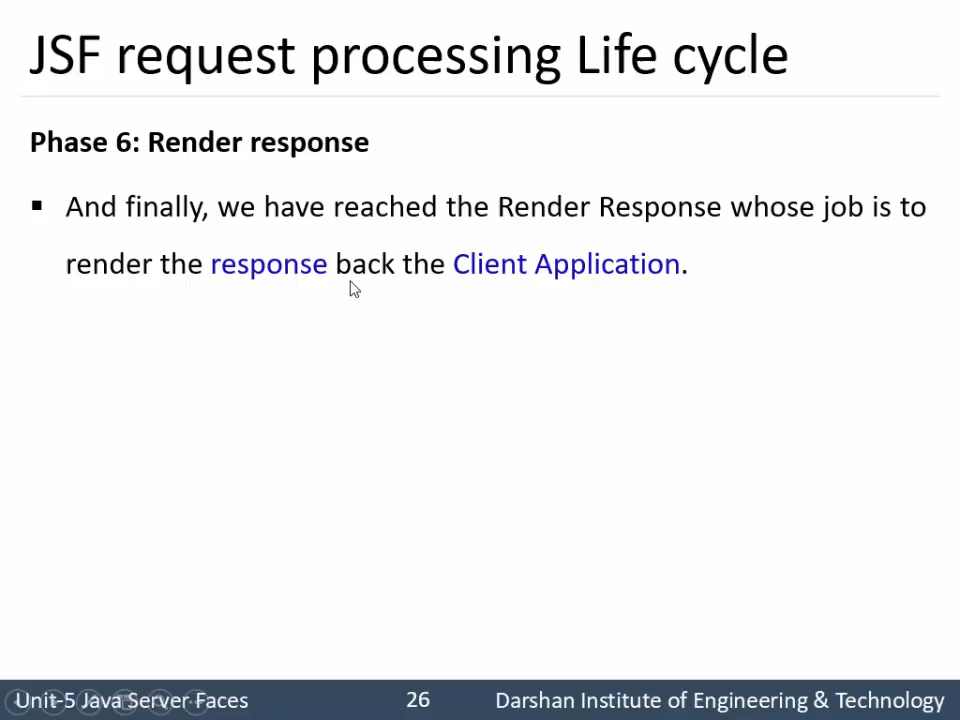 JSF request processing Life cycle
Phase 6: Render response
▪ And finally, we have reached the Render Response whose job is to
render the response back the Client Application.
Unit-5 Java Server Faces 26 Darshan Institute of Engineering & Technology